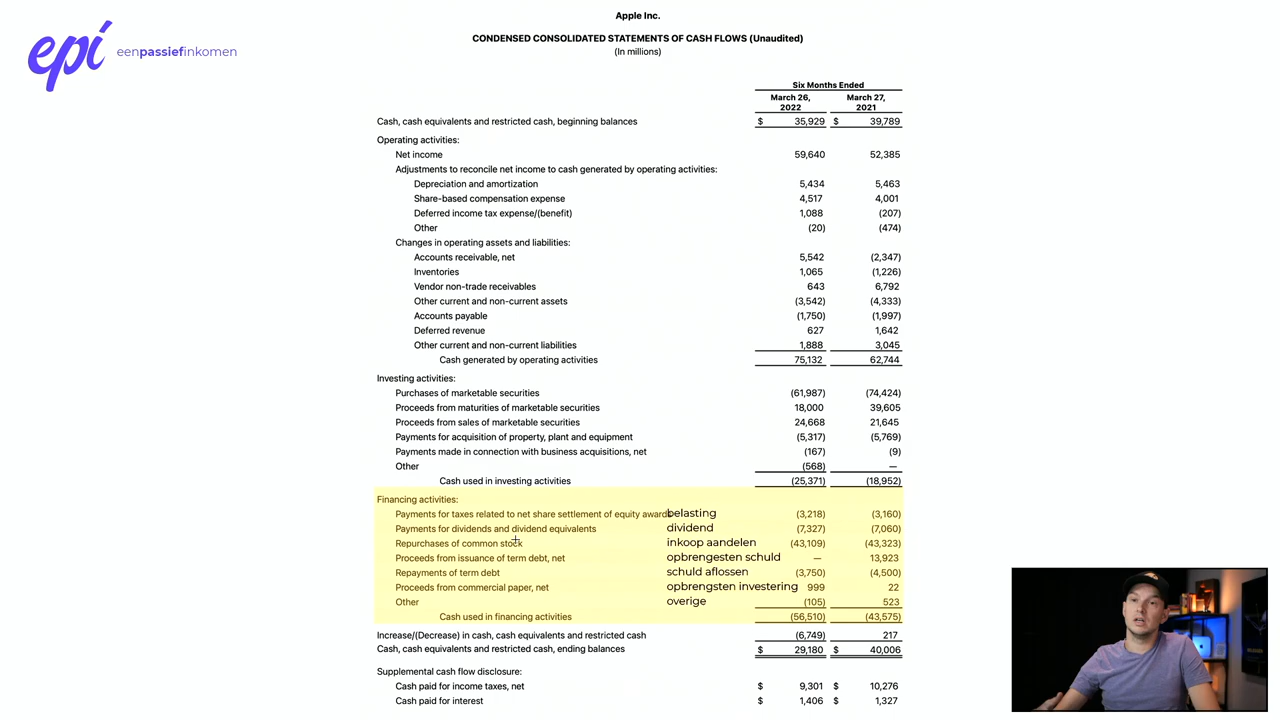 epi eenpassiefinkomen
Apple Inc.
CONDENSED CONSOLIDATED STATEMENTS OF CASH FLOWS (Unaudited)
(In millions)
Six Months Ended
March 26, 2022 March 27, 2021
Cash, cash equivalents and restricted cash, beginning balances $ 35,929 $ 39,789
Operating activities:
Net income 59,640 52,385
Adjustments to reconcile net income to cash generated by operating activities:
Depreciation and amortization 5,434 5,463
Share-based compensation expense 4,517 4,001
Deferred income tax expense/(benefit) 1,088 (207)
Other (20) (474)
Changes in operating assets and liabilities:
Accounts receivable, net 5,542 (2,347)
Inventories 1,065 (1,226)
Vendor non-trade receivables 643 6,792
Other current and non-current assets (3,542) (4,333)
Accounts payable (1,750) (1,997)
Deferred revenue 627 1,642
Other current and non-current liabilities 1,888 3,045
Cash generated by operating activities 75,132 62,744
Investing activities:
Purchases of marketable securities (61,987) (74,424)
Proceeds from maturities of marketable securities 18,000 39,605
Proceeds from sales of marketable securities 24,668 21,645
Payments for acquisition of property, plant and equipment (5,317) (5,769)
Payments made in connection with business acquisitions, net (167) (9)
Other (568) —
Cash used in investing activities (25,371) (18,952)
Financing activities:
Payments for taxes related to net share settlement of equity awards belasting (3,218) (3,160)
Payments for dividends and dividend equivalents dividend (7,327) (7,060)
Repurchases of common stock inkoop aandelen (43,109) (43,323)
Proceeds from issuance of term debt, net opbrengesten schuld — 13,923
Repayments of term debt schuld aflossen (3,750) (4,500)
Proceeds from commercial paper, net opbrengsten investering 999 22
Other overige (105) 523
Cash used in financing activities (56,510) (43,575)
Increase/(Decrease) in cash, cash equivalents and restricted cash (6,749) 217
Cash, cash equivalents and restricted cash, ending balances $ 29,180 $ 40,006
Supplemental cash flow disclosure:
Cash paid for income taxes, net $ 9,301 $ 10,276
Cash paid for interest $ 1,406 $ 1,327